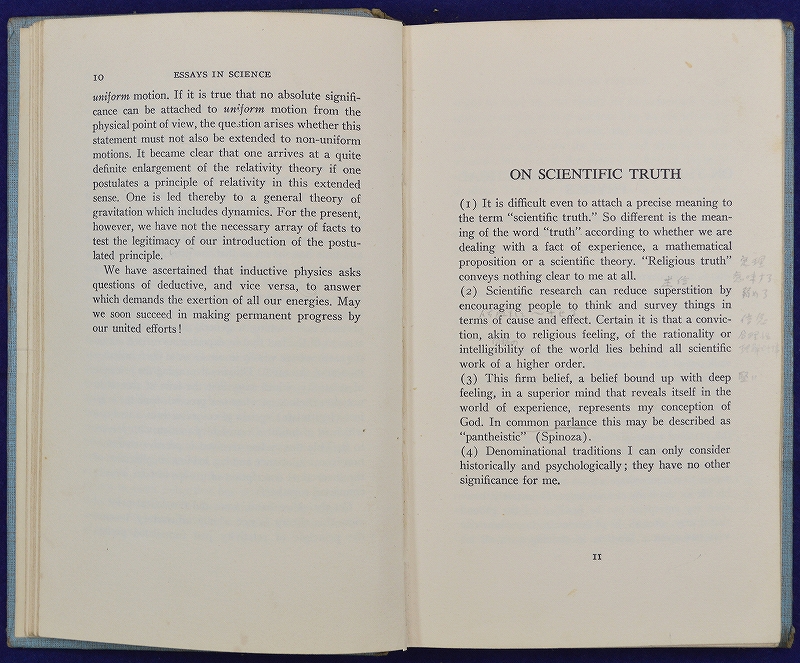 10 ESSAYS IN SCIENCE
uniform motion. If it is true that no absolute signifi-
cance can be attached to uniform motion from the
physical point of view, the question arises whether this
statement must not also be extended to non-uniform
motions. It became clear that one arrives at a quite
definite enlargement of the relativity theory if one
postulates a principle of relativity in this extended
sense. One is led thereby to a general theory of
gravitation which includes dynamics. For the present,
however, we have not the necessary array of facts to
test the legitimacy of our introduction of the postu-
lated principle.
We have ascertained that inductive physics asks
questions of deductive, and vice versa, to answer
which demands the exertion of all our energies. May
we soon succeed in making permanent progress by
our united efforts!
ON SCIENTIFIC TRUTH
(1) It is difficult even to attach a precise meaning to
the term "scientific truth." So different is the mean-
ing of the word "truth" according to whether we are
dealing with a fact of experience, a mathematical
proposition or a scientific theory. "Religious truth"
conveys nothing clear to me at all.
迷信
(2) Scientific research can reduce superstition by
encouraging people to think and survey things in
terms of cause and effect. Certain it is that a convic-
tion, akin to religious feeling, of the rationality or
intelligibility of the world lies behind all scientific
work of a higher order.
(3) This firm belief, a belief bound up with deep
feeling, in a superior mind that reveals itself in the
world of experience, represents my conception of
God. In common parlance this may be described as
"pantheistic" (Spinoza).
(4) Denominational traditions I can only consider
historically and psychologically; they have no other
significance for me.
11